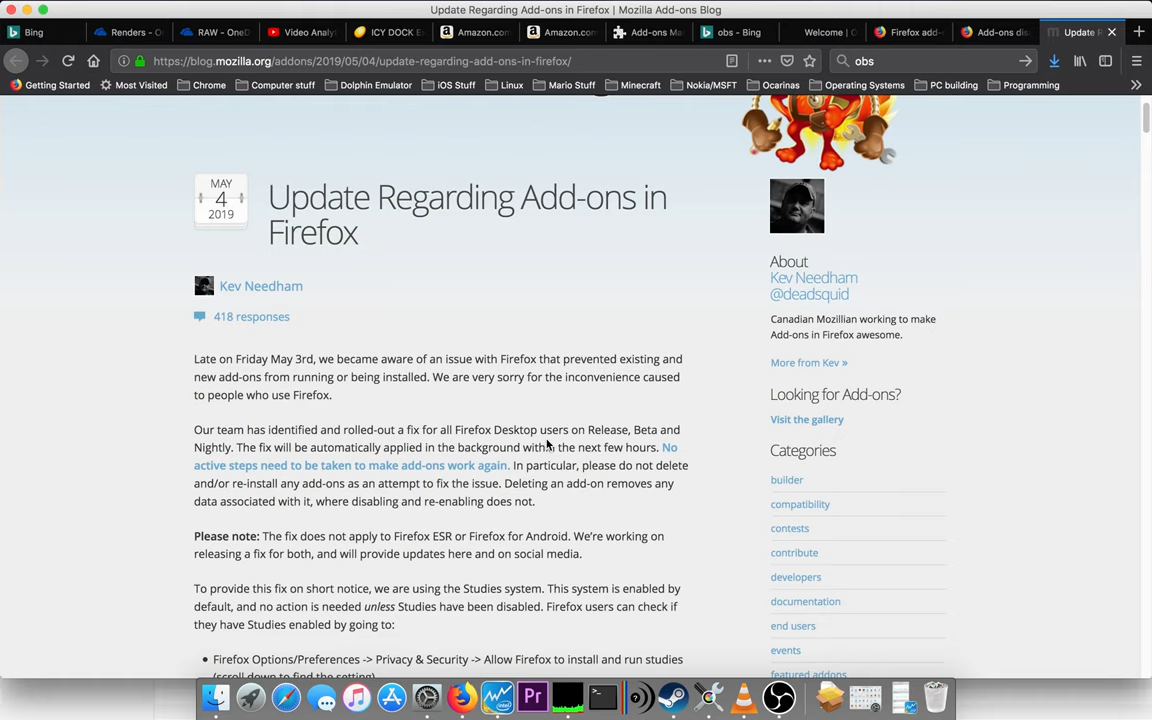 Update Regarding Add-ons in Firefox | Mozilla Add-ons Blog
Bing
Renders - O
RAW - OneD
Video Analy
ICY DOCK E
Amazon.com
Amazon.com
Add-ons Ma
obs - Bing
Welcome | O
Firefox add-
Add-ons dis
Update R
https://blog.mozilla.org/addons/2019/05/04/update-regarding-add-ons-in-firefox/
obs
Getting Started
Most Visited
Chrome
Computer stuff
Dolphin Emulator
iOS Stuff
Linux
Mario Stuff
Minecraft
Nokia/MSFT
Ocarinas
Operating Systems
PC building
Programming
MAY
4
2019
Update Regarding Add-ons in
Firefox
Kev Needham
418 responses
Late on Friday May 3rd, we became aware of an issue with Firefox that prevented existing and
new add-ons from running or being installed. We are very sorry for the inconvenience caused
to people who use Firefox.
Our team has identified and rolled-out a fix for all Firefox Desktop users on Release, Beta and
Nightly. The fix will be automatically applied in the background within the next few hours. No
active steps need to be taken to make add-ons work again. In particular, please do not delete
and/or re-install any add-ons as an attempt to fix the issue. Deleting an add-on removes any
data associated with it, where disabling and re-enabling does not.
Please note: The fix does not apply to Firefox ESR or Firefox for Android. We're working on
releasing a fix for both, and will provide updates here and on social media.
To provide this fix on short notice, we are using the Studies system. This system is enabled by
default, and no action is needed unless Studies have been disabled. Firefox users can check if
they have Studies enabled by going to:
• Firefox Options/Preferences -> Privacy & Security -> Allow Firefox to install and run studies
(scroll down to find the setting)
About
Kev Needham
@deadsquid
Canadian Mozillian working to make
Add-ons in Firefox awesome.
More from Kev »
Looking for Add-ons?
Visit the gallery
Categories
builder
compatibility
contests
contribute
developers
documentation
end users
events
featured addons
Pr